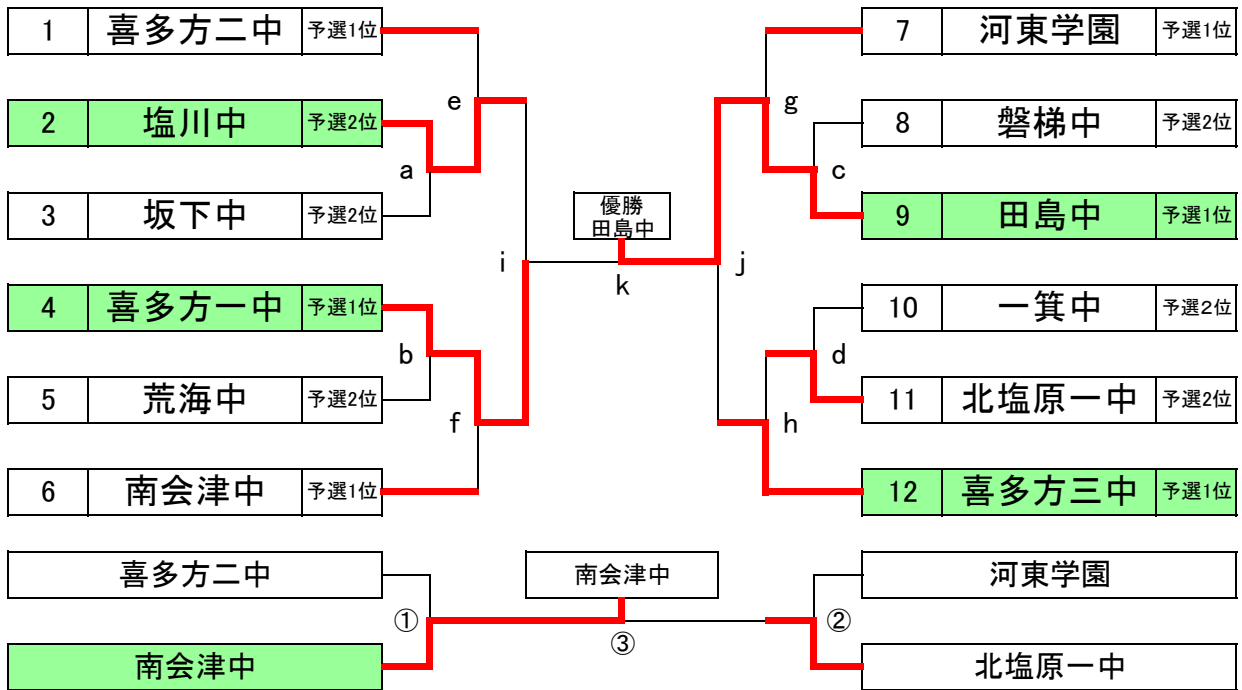 1 喜多方二中 予選1位
2 塩川中 予選2位
3 坂下中 予選2位
4 喜多方一中 予選1位
5 荒海中 予選2位
6 南会津中 予選1位
e
a
i
b
f
優勝
田島中
k
7 河東学園 予選1位
8 磐梯中 予選2位
9 田島中 予選1位
10 一箕中 予選2位
11 北塩原一中 予選2位
12 喜多方三中 予選1位
g
c
j
d
h
喜多方二中
南会津中
①
南会津中
③
②
河東学園
北塩原一中